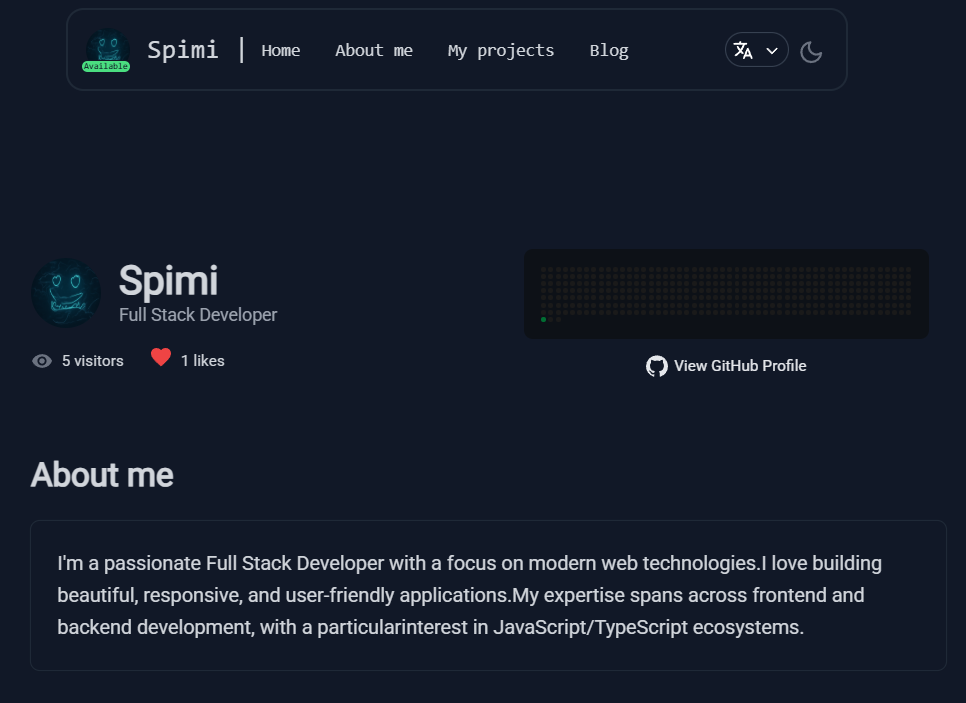 Spimi | Home About me My projects Blog
Available
Spimi
Full Stack Developer
5 visitors 1 likes
View GitHub Profile
About me
I'm a passionate Full Stack Developer with a focus on modern web technologies.I love building
beautiful, responsive, and user-friendly applications.My expertise spans across frontend and
backend development, with a particularinterest in JavaScript/TypeScript ecosystems.